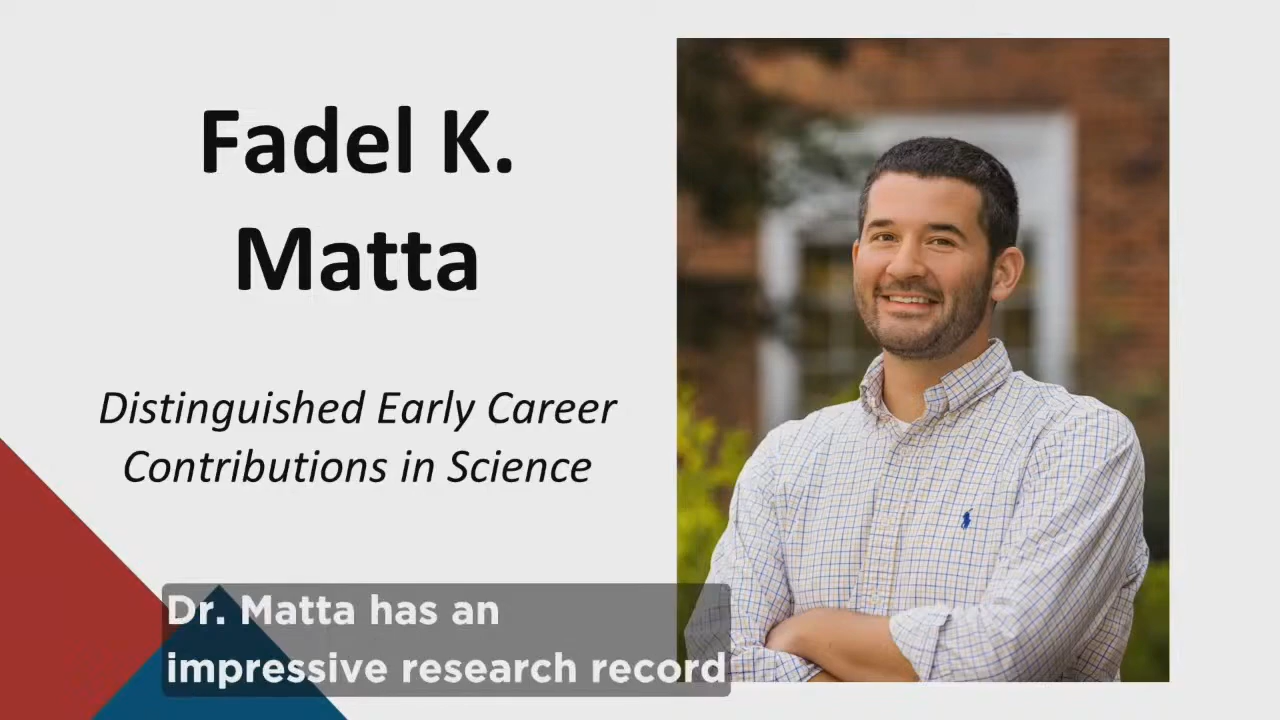 Fadel K.
Matta
Distinguished Early Career
Contributions in Science
Dr. Matta has an
impressive research record